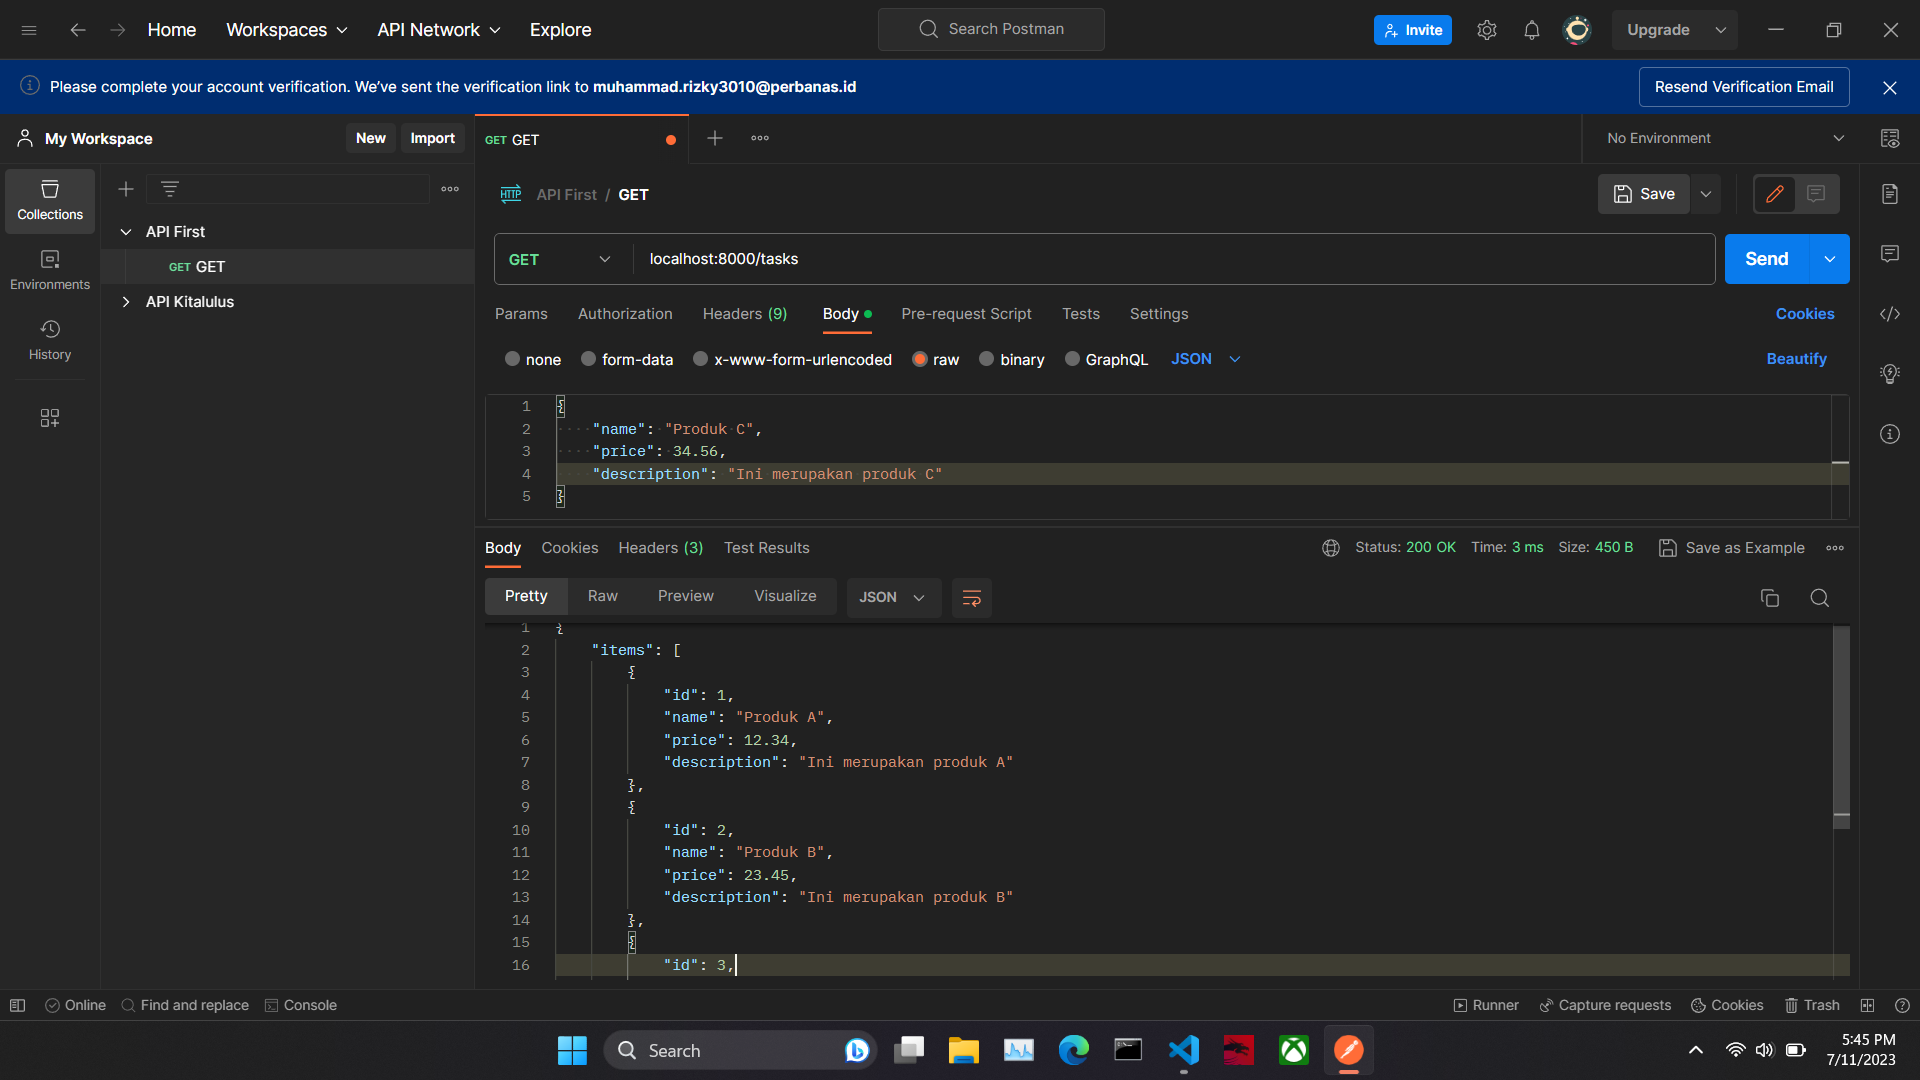 Home Workspaces API Network Explore Search Postman Invite Upgrade
Please complete your account verification. We've sent the verification link to muhammad.rizky3010@perbanas.id Resend Verification Email
My Workspace New Import GET GET No Environment
Collections
Environments
History
API First
GET GET
API Kitalulus
HTTP API First / GET Save
GET localhost:8000/tasks Send
Params Authorization Headers (9) Body Pre-request Script Tests Settings Cookies
none form-data x-www-form-urlencoded raw binary GraphQL JSON Beautify
1 {
2 "name": "Produk C",
3 "price": 34.56,
4 "description": "Ini merupakan produk C"
5 }
Body Cookies Headers (3) Test Results Status: 200 OK Time: 3 ms Size: 450 B Save as Example
Pretty Raw Preview Visualize JSON
1 {
2 "items": [
3 {
4 "id": 1,
5 "name": "Produk A",
6 "price": 12.34,
7 "description": "Ini merupakan produk A"
8 },
9 {
10 "id": 2,
11 "name": "Produk B",
12 "price": 23.45,
13 "description": "Ini merupakan produk B"
14 },
15 {
16 "id": 3,
Online Find and replace Console Runner Capture requests Cookies Trash
Search 5:45 PM
7/11/2023